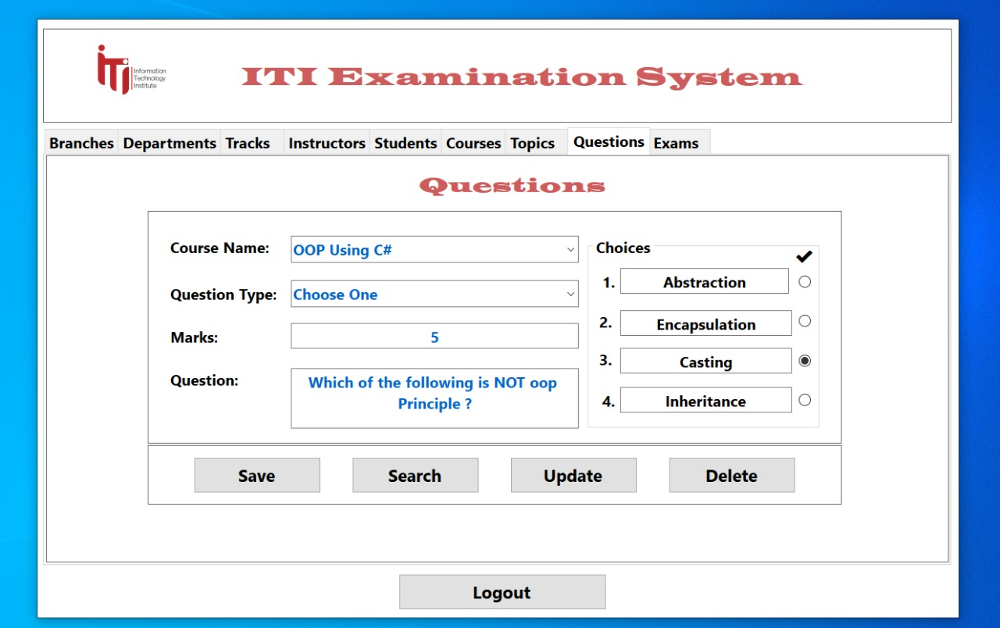 Information
Technology
Institute
ITI Examination System
Branches Departments Tracks Instructors Students Courses Topics Questions Exams
Questions
Course Name: OOP Using C#
Question Type: Choose One
Marks: 5
Question: Which of the following is NOT oop
Principle ?
Choices
1. Abstraction
2. Encapsulation
3. Casting
4. Inheritance
Save Search Update Delete
Logout